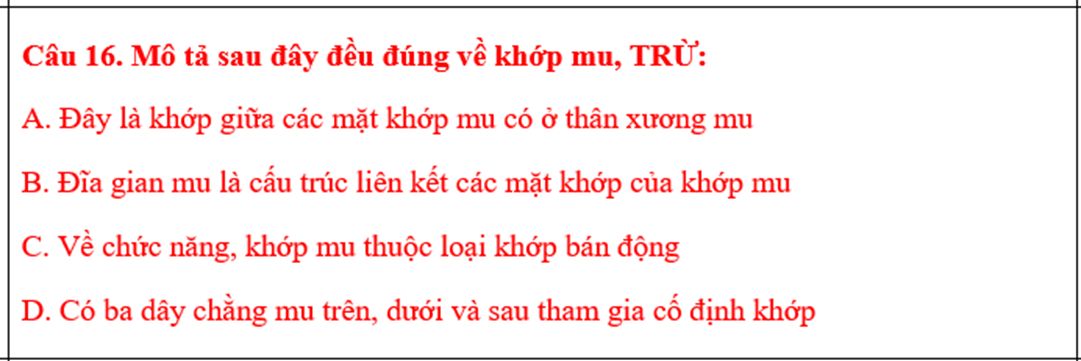 Câu 16. Mô tả sau đây đều đúng về khớp mu, TRỪ:
A. Đây là khớp giữa các mặt khớp mu có ở thân xương mu
B. Đĩa gian mu là cấu trúc liên kết các mặt khớp của khớp mu
C. Về chức năng, khớp mu thuộc loại khớp bán động
D. Có ba dây chằng mu trên, dưới và sau tham gia cố định khớp